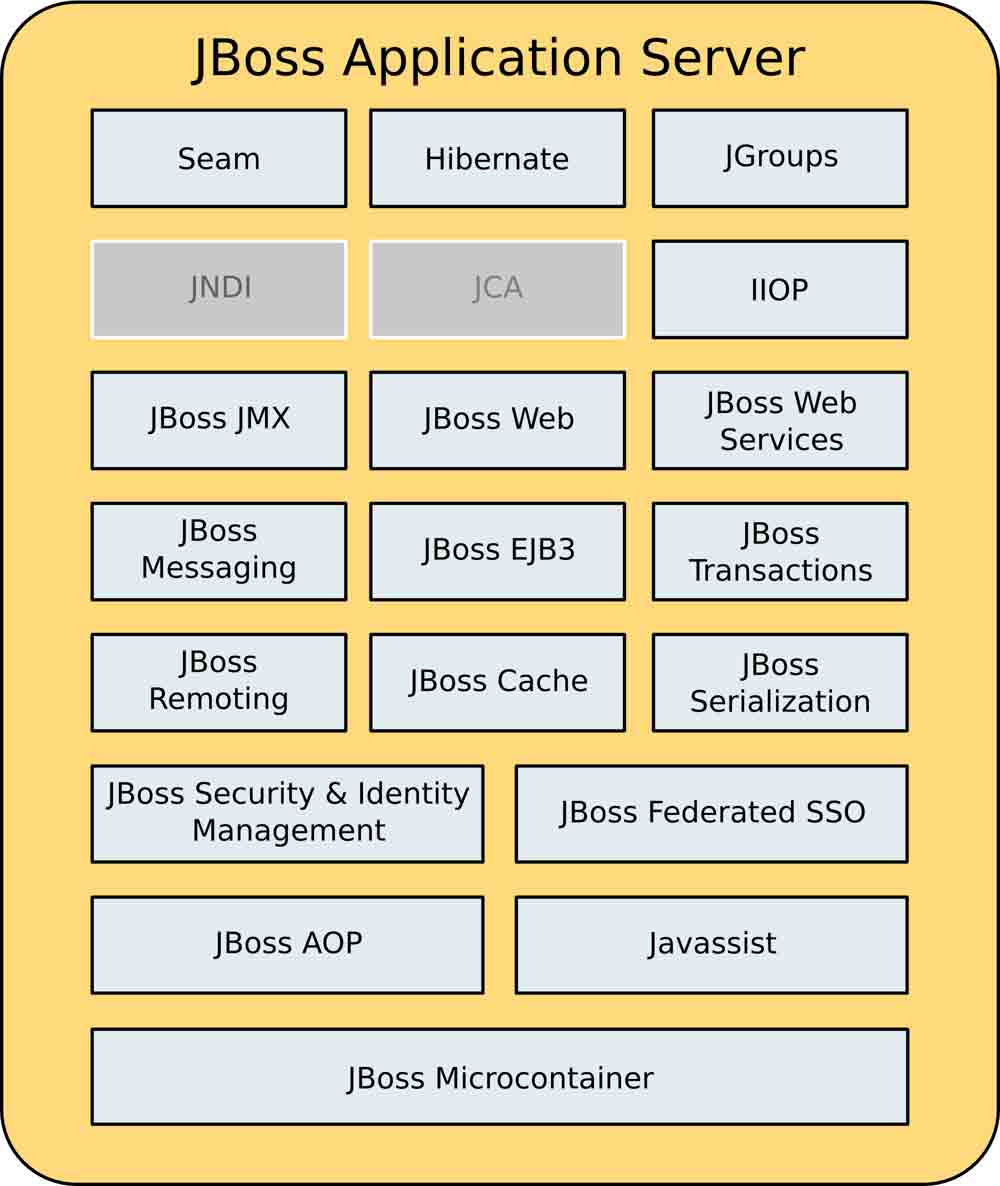 JBoss Application Server
Seam
Hibernate
JGroups
JNDI
JCA
IIOP
JBoss JMX
JBoss Web
JBoss Web
Services
JBoss
Messaging
JBoss EJB3
JBoss
Transactions
JBoss
Remoting
JBoss Cache
JBoss
Serialization
JBoss Security & Identity
Management
JBoss Federated SSO
JBoss AOP
Javassist
JBoss Microcontainer